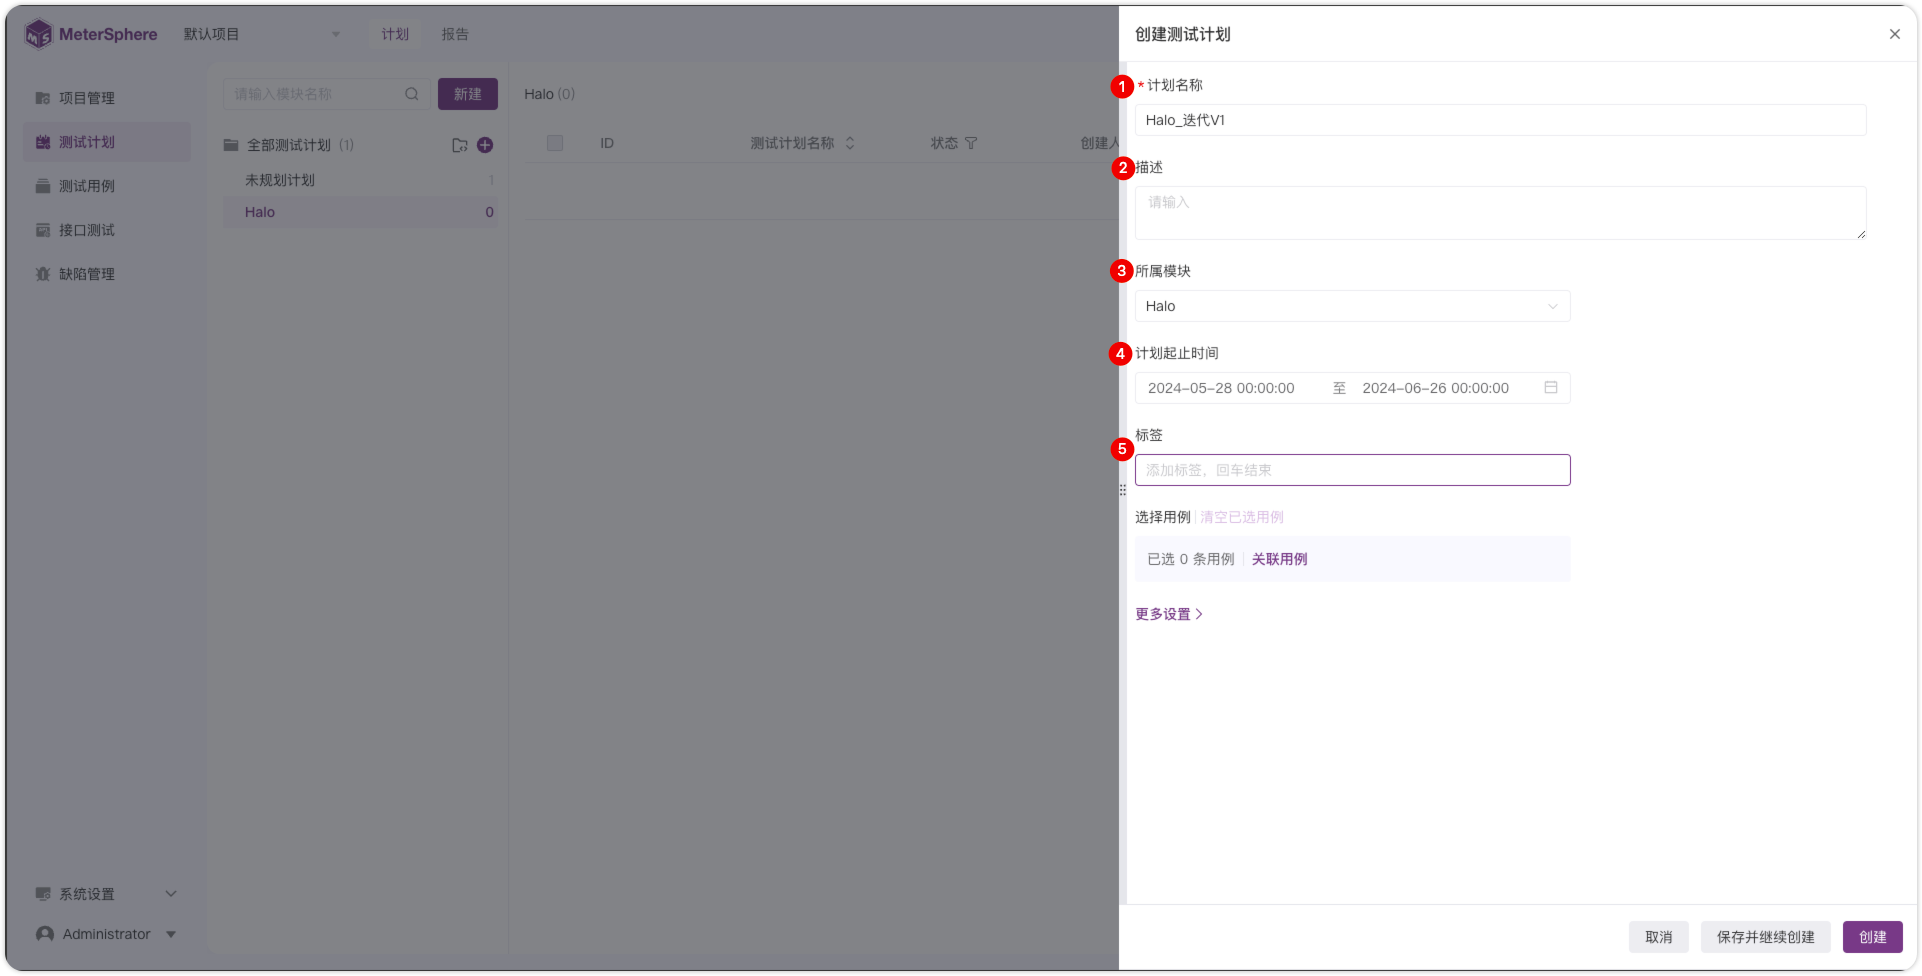 MeterSphere
默认项目
计划
报告
项目管理
测试计划
测试用例
接口测试
缺陷管理
系统设置
Administrator
请输入模块名称
新建
全部测试计划 (1)
未规划计划 1
Halo 0
Halo (0)
ID 测试计划名称 状态 创建人
创建测试计划
1 * 计划名称
Halo_迭代V1
2 描述
请输入
3 所属模块
Halo
4 计划起止时间
2024-05-28 00:00:00 至 2024-06-26 00:00:00
5 标签
添加标签，回车结束
选择用例 清空已选用例
已选 0 条用例 关联用例
更多设置
取消 保存并继续创建 创建